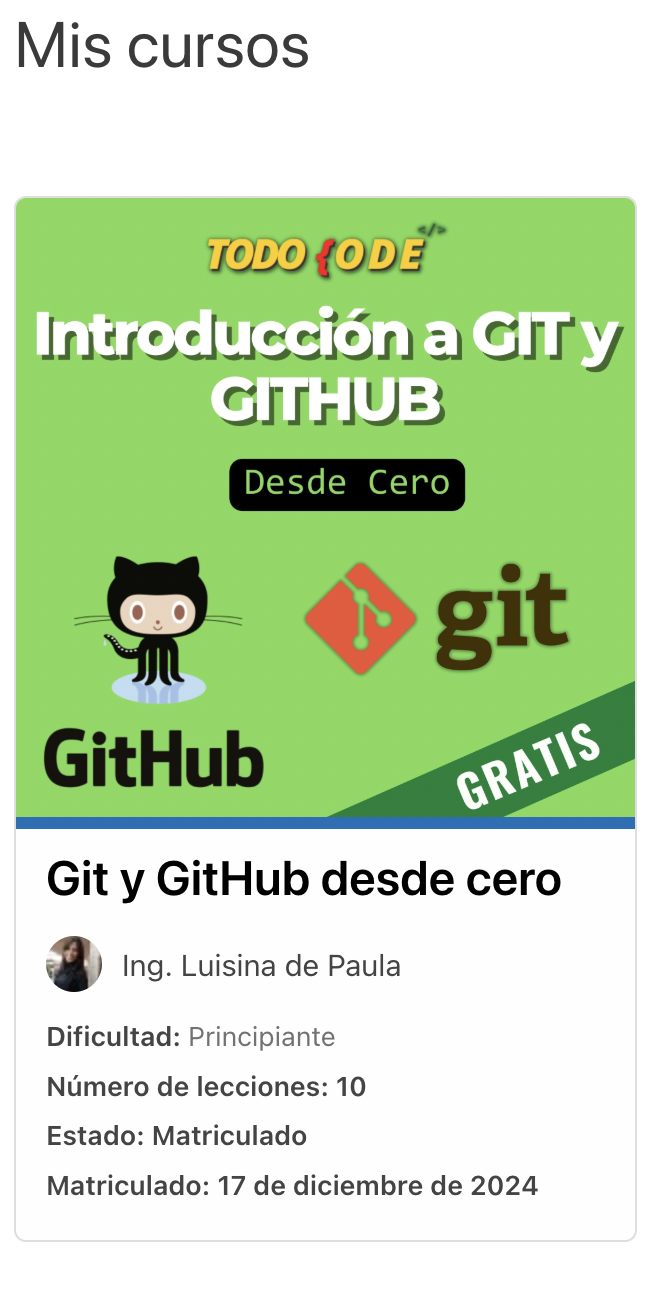 Mis cursos
TODO {ODE </>
Introducción a GIT y
GITHUB
Desde Cero
git
GitHub
GRATIS
Git y GitHub desde cero
Ing. Luisina de Paula
Dificultad: Principiante
Número de lecciones: 10
Estado: Matriculado
Matriculado: 17 de diciembre de 2024